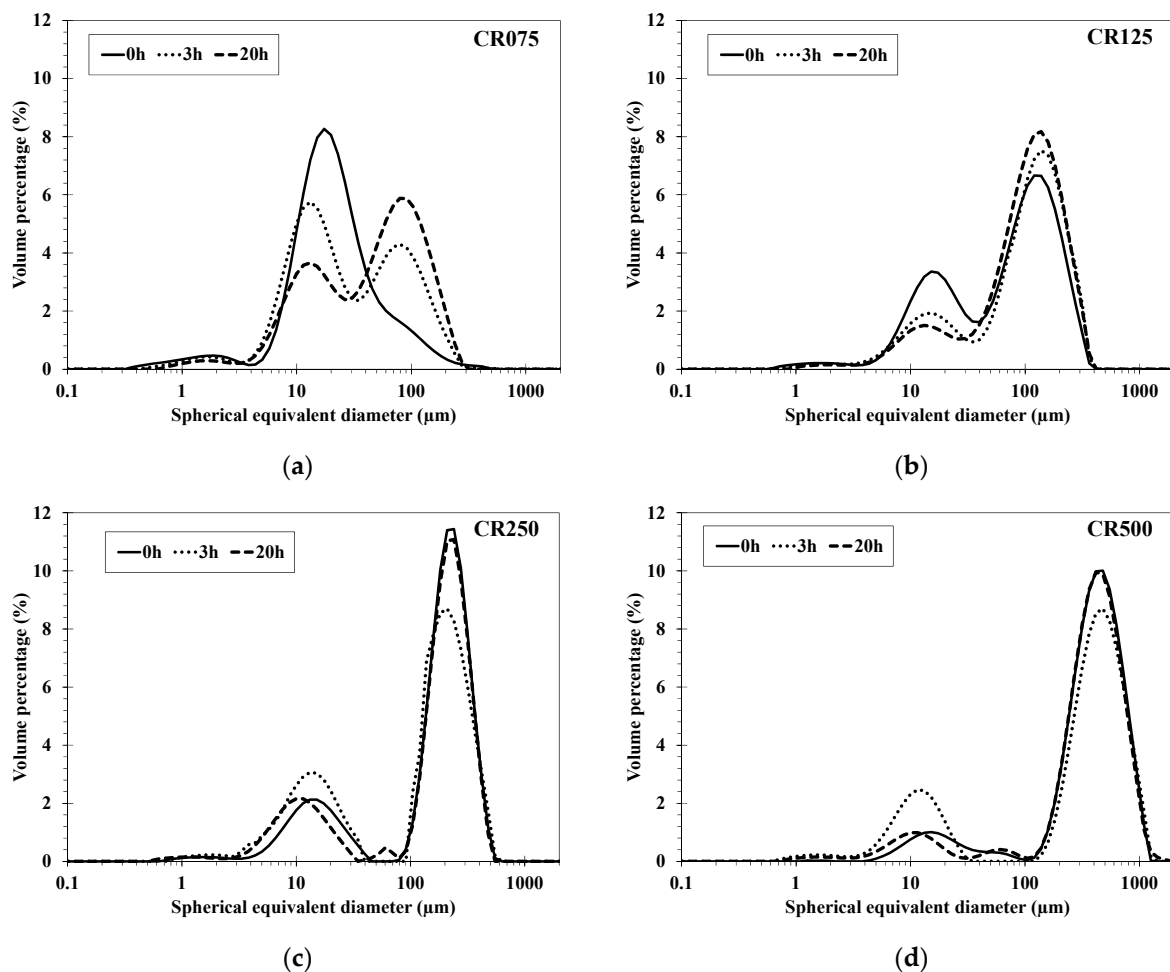 CR075
0h 3h 20h
Volume percentage (%)
12
10
8
6
4
2
0
0.1 1 10 100 1000
Spherical equivalent diameter (µm)
(a)
CR125
0h 3h 20h
Volume percentage (%)
12
10
8
6
4
2
0
0.1 1 10 100 1000
Spherical equivalent diameter (µm)
(b)
CR250
0h 3h 20h
Volume percentage (%)
12
10
8
6
4
2
0
0.1 1 10 100 1000
Spherical equivalent diameter (µm)
(c)
CR500
0h 3h 20h
Volume percentage (%)
12
10
8
6
4
2
0
0.1 1 10 100 1000
Spherical equivalent diameter (µm)
(d)